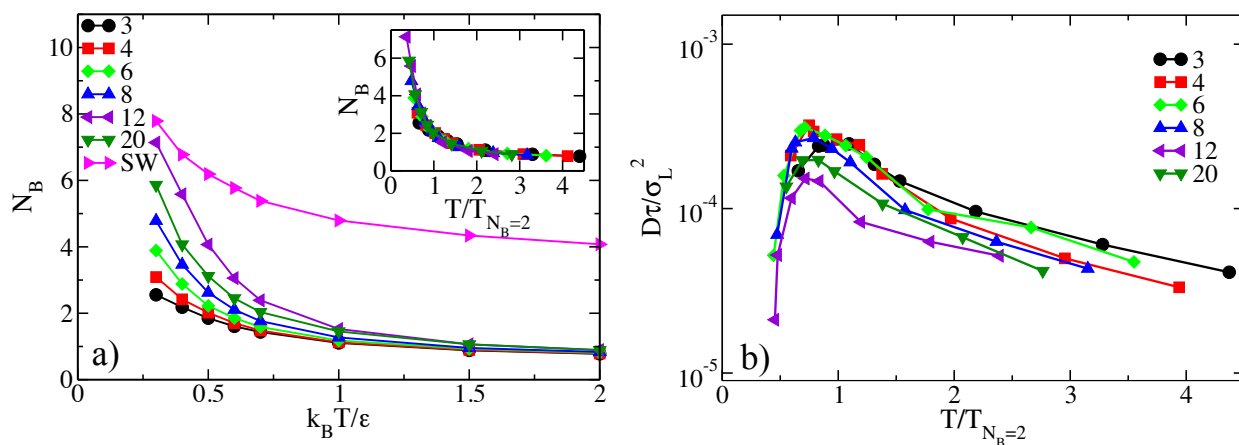 10
8
6
4
2
0
N_B
3
4
6
8
12
20
SW
a)
0 0.5 1 1.5 2
k_BT/ε
6
4
2
N_B
0 1 2 3 4
T/T_{N_B=2}
10^{-3}
10^{-4}
10^{-5}
Dτ/σ_L^2
3
4
6
8
12
20
b)
0 1 2 3 4
T/T_{N_B=2}